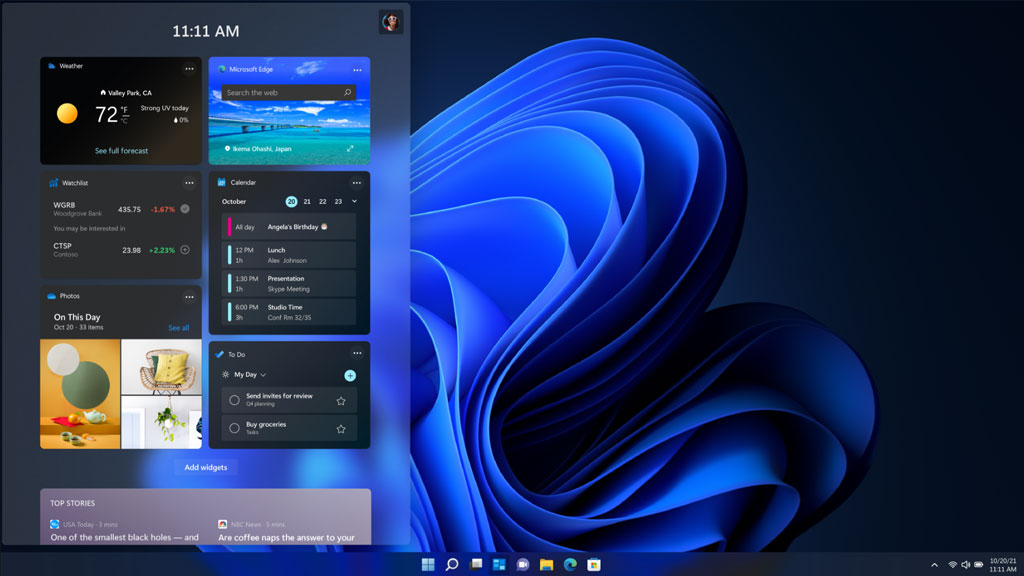 11:11 AM
Weather
Valley Park, CA
72 °F
°C
Strong UV today
0%
See full forecast
Microsoft Edge
Search the web
Ikema Ohashi, Japan
Watchlist
WGRB
Woodgrove Bank
435.75 -1.67%
You may be interested in
CTSP
Contoso
23.98 +2.23%
Calendar
October 20 21 22 23
All day Angela's Birthday
12 PM Lunch
1h Alex Johnson
1:30 PM Presentation
1h Skype Meeting
6:00 PM Studio Time
3h Conf Rm 32/35
Photos
On This Day
Oct 20 · 33 items
See all
To Do
My Day
Send invites for review
Q4 planning
Buy groceries
Tasks
Add widgets
TOP STORIES
USA Today · 3 mins
One of the smallest black holes — and
NBC News · 5 mins
Are coffee naps the answer to your
10/20/21
11:11 AM